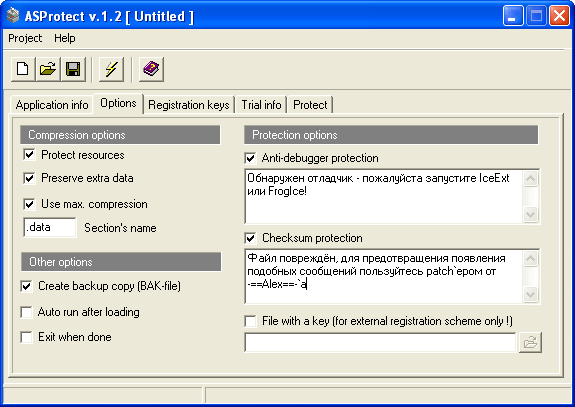 ASProtect v.1.2 [ Untitled ]
Project Help
Application info Options Registration keys Trial info Protect
Compression options
Protect resources
Preserve extra data
Use max. compression
.data Section's name
Other options
Create backup copy (BAK-file)
Auto run after loading
Exit when done
Protection options
Anti-debugger protection
Обнаружен отладчик - пожалуйста запустите IceExt
или FrogIce!
Checksum protection
Файл повреждён, для предотвращения появления
подобных сообщений пользуйтесь patch`ером от
-==Alex==-`а
File with a key (for external registration scheme only !)